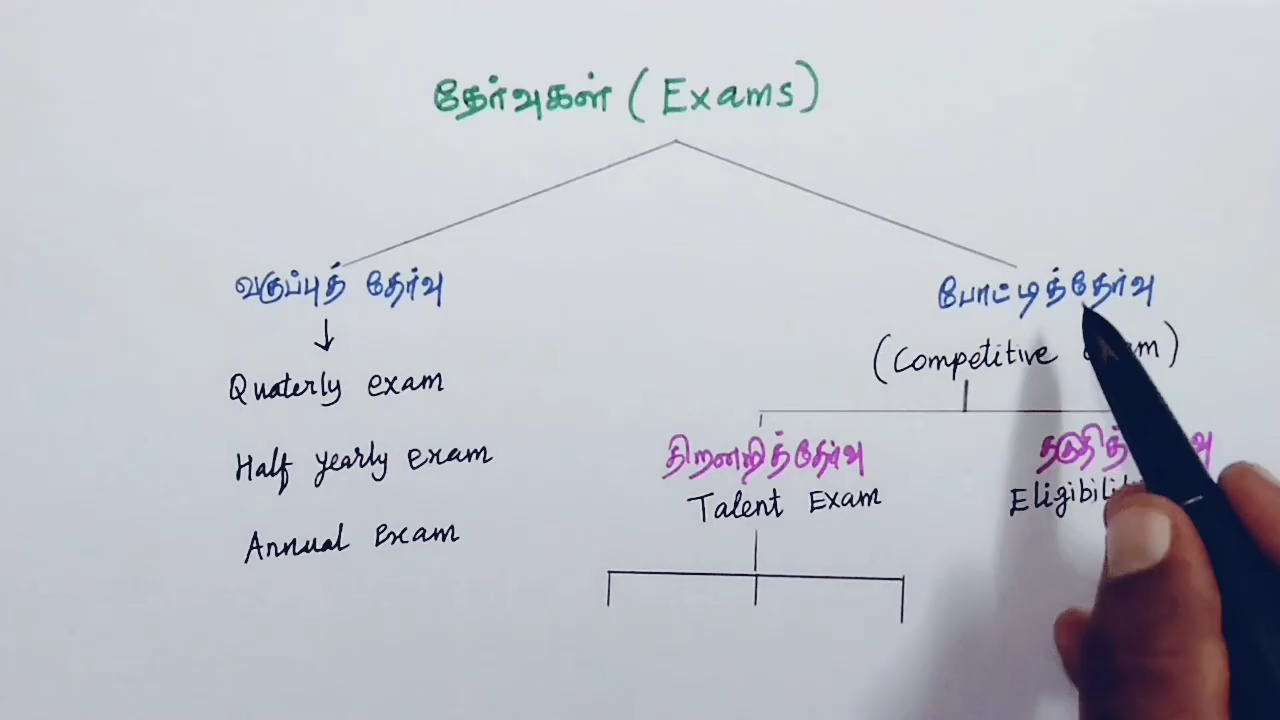 தேர்வுகள் (Exams)
வகுப்புத் தேர்வு
Quaterly exam
Half yearly exam
Annual Exam
போட்டித்தேர்வு
(Competitive
திறனறித்தேர்வு
Talent Exam